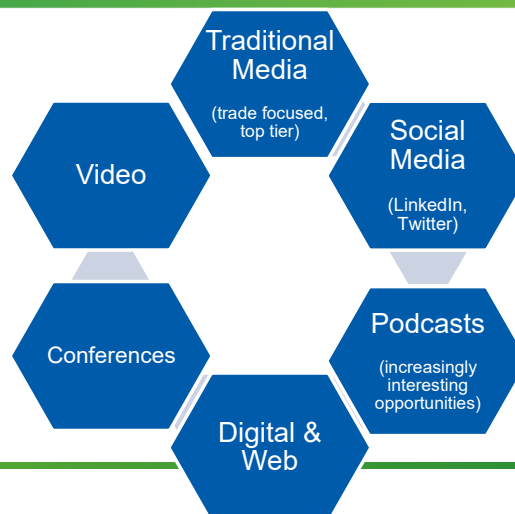 Traditional
Media
(trade focused,
top tier)
Social
Media
(LinkedIn,
Twitter)
Podcasts
(increasingly
interesting
opportunities)
Digital &
Web
Conferences
Video